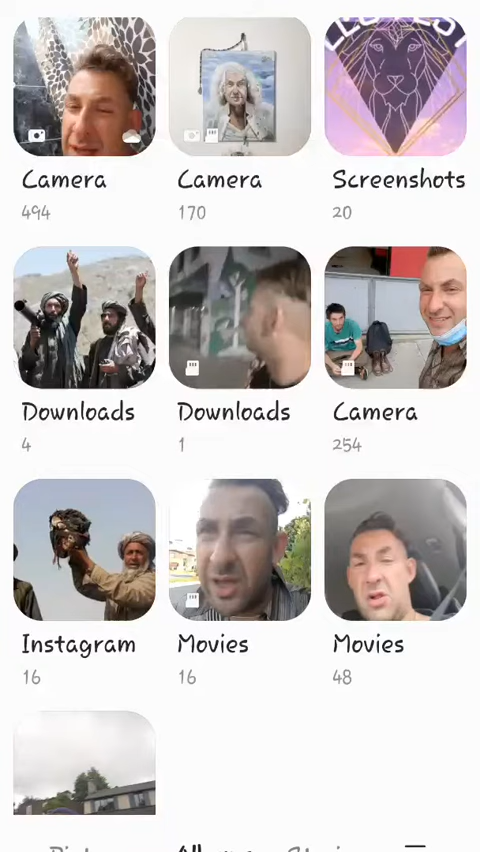 Camera
Camera
Screenshots
494
170
20
Downloads
Downloads
Camera
4
1
254
Instagram
Movies
Movies
16
16
48